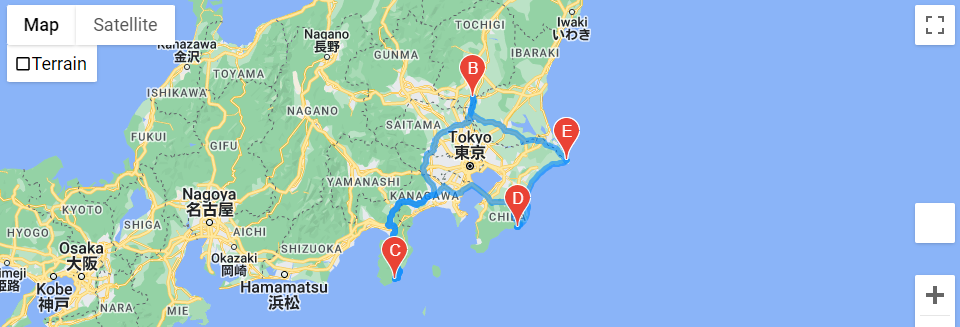 Map
Satellite
Terrain
Iwaki
いわき
TOCHIGI
Kanazawa
金沢
Nagano
長野
GUNMA
IBARAKI
TOYAMA
B
ISHIKAWA
NAGANO
SAITAMA
E
FUKUI
Tokyo
東京
GIFU
YAMANASHI
KANAGAWA
D
Nagoya
名古屋
KYOTO
CHIBA
SHIGA
HYOGO
AICHI
C
SHIZUOKA
Osaka
大阪
Okazaki
岡崎
Kobe
神戸
Hamamatsu
浜松
NARA
MIE